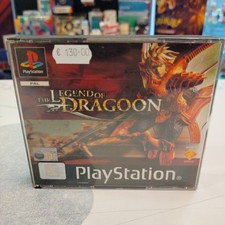 € 130.00
PlayStation
PAL
THE LEGEND OF
DRAGOON
PlayStation